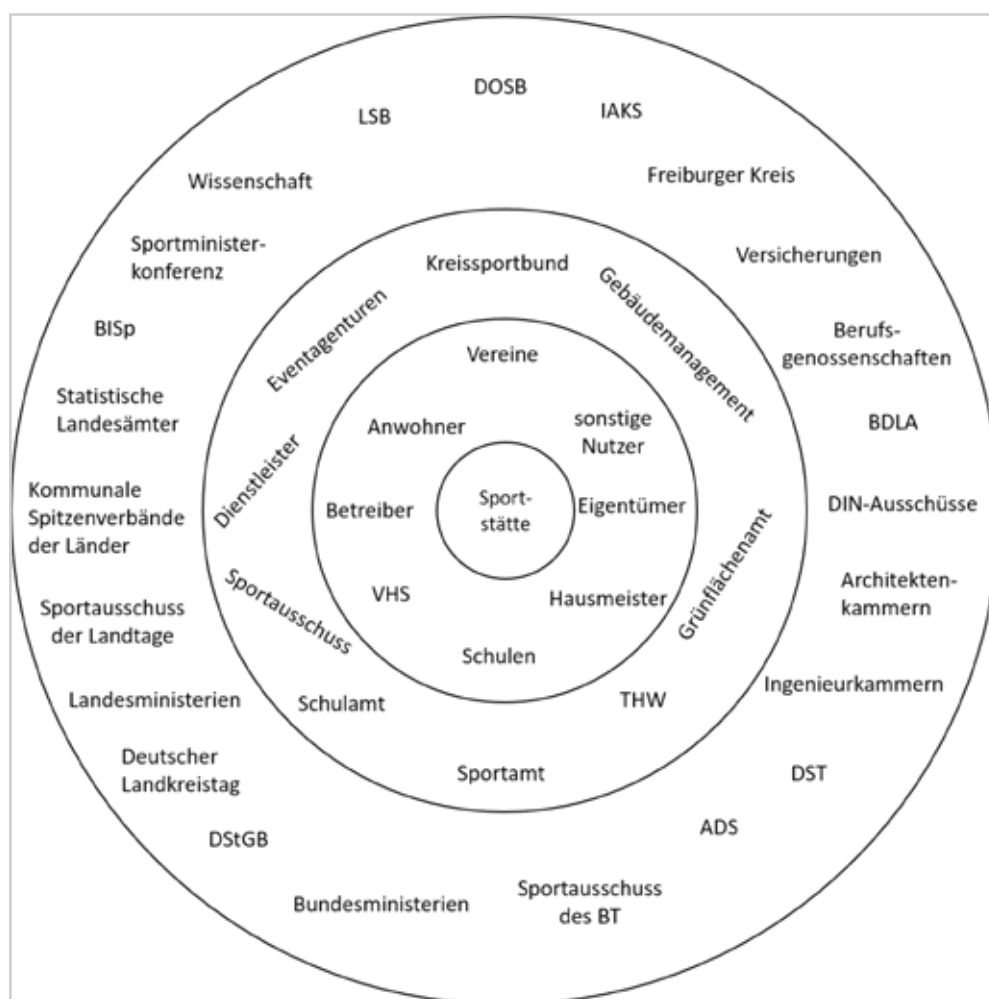 DOSB
IAKS
LSB
Freiburger Kreis
Wissenschaft
Sportminister-
konferenz
Kreissportbund
Versicherungen
Gebäudemanagement
Eventagenturen
BISp
Berufs-
genossenschaften
Vereine
Statistische
Landesämter
Anwohner
sonstige
Nutzer
BDLA
Dienstleister
Kommunale
Spitzenverbände
der Länder
Betreiber
Sport-
stätte
Eigentümer
DIN-Ausschüsse
Grünflächenamt
Sportausschuss
VHS
Hausmeister
Architekten-
kammern
Sportausschuss
der Landtage
Schulen
Landesministerien
Schulamt
THW
Ingenieurkammern
Deutscher
Landkreistag
Sportamt
DST
DStGB
ADS
Bundesministerien
Sportausschuss
des BT